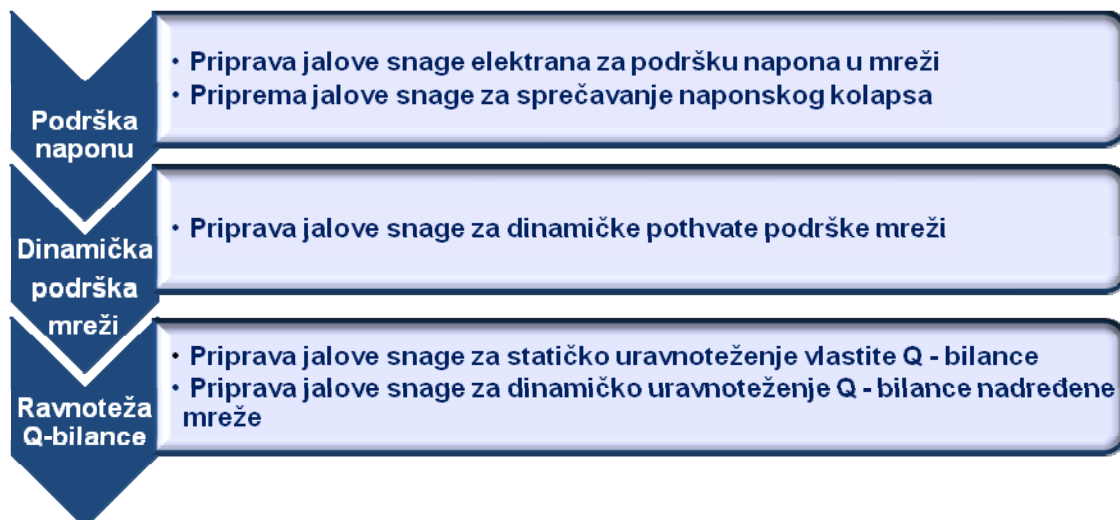 Podrška
naponu
• Priprava jalove snage elektrana za podršku napona u mreži
• Priprema jalove snage za sprečavanje naponskog kolapsa
Dinamička
podrška
mreži
• Priprava jalove snage za dinamičke pothvate podrške mreži
Ravnoteža
Q-bilance
• Priprava jalove snage za statičko uravnoteženje vlastite Q - bilance
• Priprava jalove snage za dinamičko uravnoteženje Q - bilance nadređene
mreže